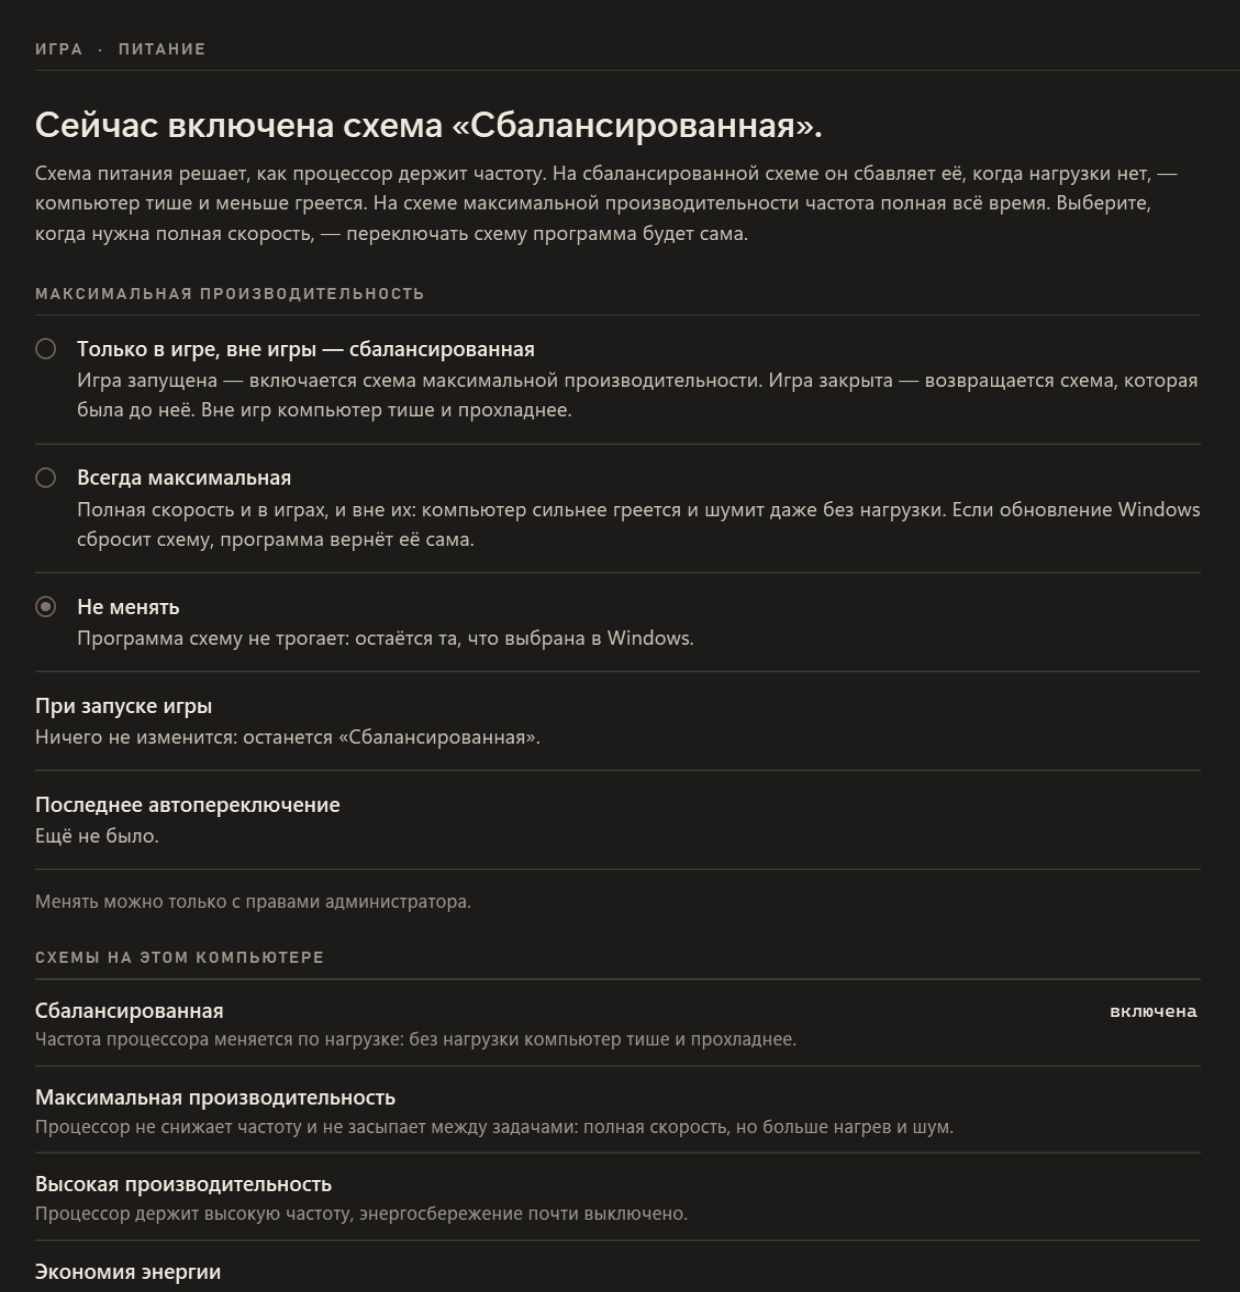 ИГРА · ПИТАНИЕ
Сейчас включена схема «Сбалансированная».
Схема питания решает, как процессор держит частоту. На сбалансированной схеме он сбавляет её, когда нагрузки нет, —
компьютер тише и меньше греется. На схеме максимальной производительности частота полная всё время. Выберите,
когда нужна полная скорость, — переключать схему программа будет сама.
МАКСИМАЛЬНАЯ ПРОИЗВОДИТЕЛЬНОСТЬ
Только в игре, вне игры — сбалансированная
Игра запущена — включается схема максимальной производительности. Игра закрыта — возвращается схема, которая
была до неё. Вне игр компьютер тише и прохладнее.
Всегда максимальная
Полная скорость и в играх, и вне их: компьютер сильнее греется и шумит даже без нагрузки. Если обновление Windows
сбросит схему, программа вернёт её сама.
Не менять
Программа схему не трогает: остаётся та, что выбрана в Windows.
При запуске игры
Ничего не изменится: останется «Сбалансированная».
Последнее автопереключение
Ещё не было.
Менять можно только с правами администратора.
СХЕМЫ НА ЭТОМ КОМПЬЮТЕРЕ
Сбалансированная включена
Частота процессора меняется по нагрузке: без нагрузки компьютер тише и прохладнее.
Максимальная производительность
Процессор не снижает частоту и не засыпает между задачами: полная скорость, но больше нагрев и шум.
Высокая производительность
Процессор держит высокую частоту, энергосбережение почти выключено.
Экономия энергии